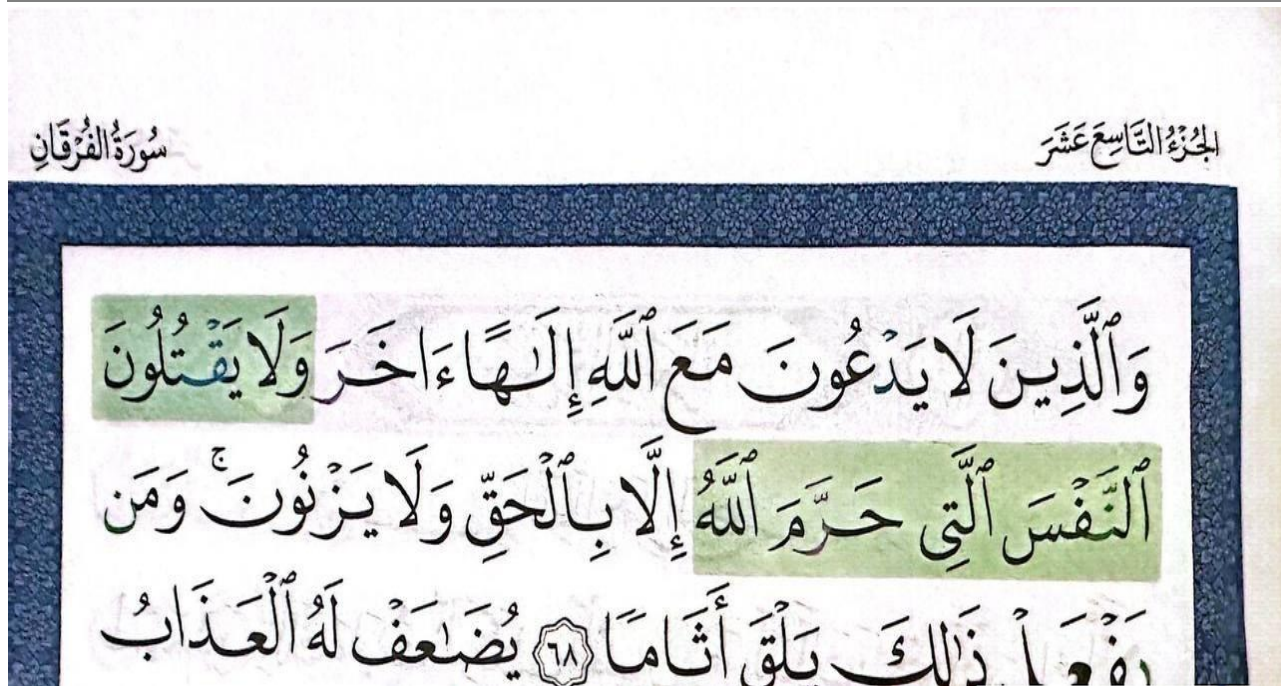 الجُزْءُ التَّاسِعَ عَشَرَ
سُورَةُ الفُرْقَانِ
وَٱلَّذِينَ لَا يَدْعُونَ مَعَ ٱللَّهِ إِلَـٰهًا ءَاخَرَ وَلَا يَقْتُلُونَ
ٱلنَّفْسَ ٱلَّتِى حَرَّمَ ٱللَّهُ إِلَّا بِٱلْحَقِّ وَلَا يَزْنُونَ ۚ وَمَن
يَفْعَلْ ذَٰلِكَ يَلْقَ أَثَامًا ٦٨ يُضَـٰعَفْ لَهُ ٱلْعَذَابُ